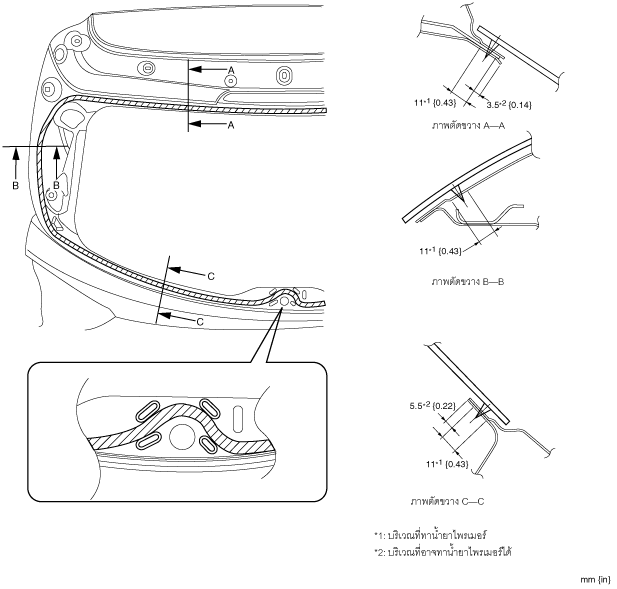 A
A
B
B
C
C
11*1 {0.43}
3.5*2 {0.14}
ภาพตัดขวาง A—A
11*1 {0.43}
ภาพตัดขวาง B—B
5.5*2 {0.22}
11*1 {0.43}
ภาพตัดขวาง C—C
*1: บริเวณที่ทาน้ำยาไพรเมอร์
*2: บริเวณที่อาจทาน้ำยาไพรเมอร์ได้
mm {in}